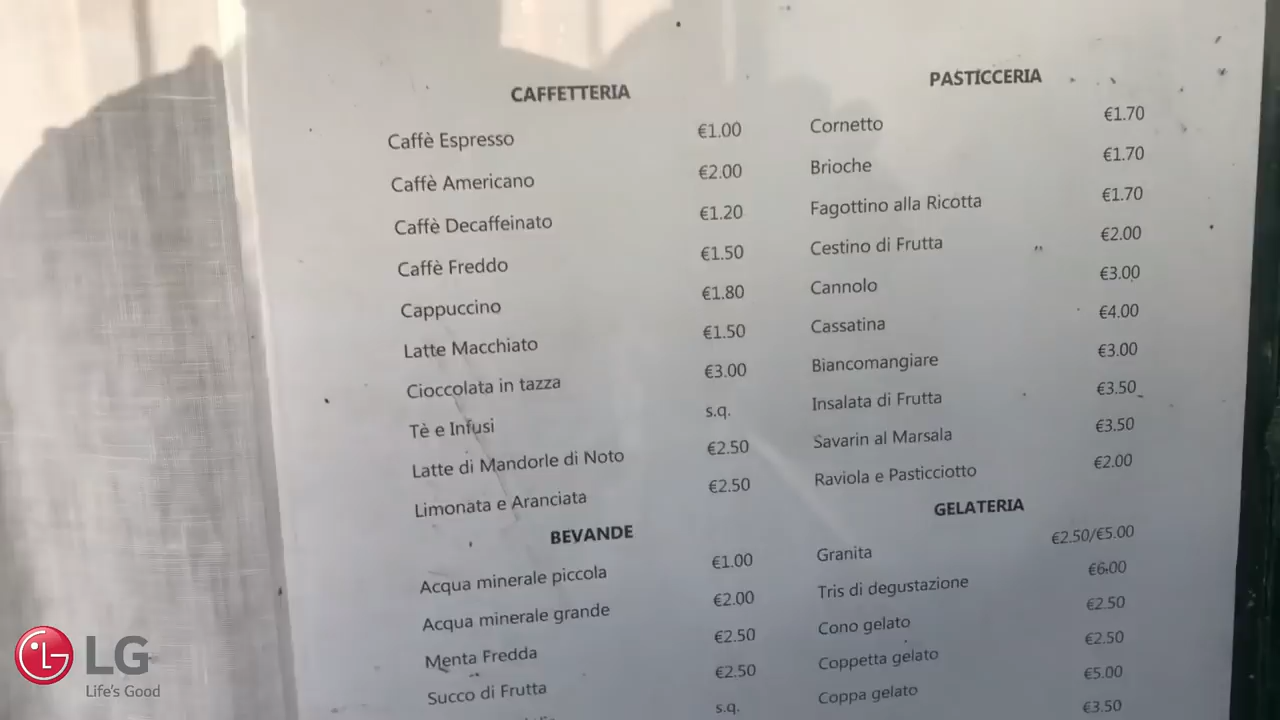 CAFFETTERIA
Caffè Espresso €1.00
Caffè Americano €2.00
Caffè Decaffeinato €1.20
Caffè Freddo €1.50
Cappuccino €1.80
Latte Macchiato €1.50
Cioccolata in tazza €3.00
Tè e Infusi s.q.
Latte di Mandorle di Noto €2.50
Limonata e Aranciata €2.50
BEVANDE
Acqua minerale piccola €1.00
Acqua minerale grande €2.00
Menta Fredda €2.50
Succo di Frutta €2.50
s.q.
PASTICCERIA
Cornetto €1.70
Brioche €1.70
Fagottino alla Ricotta €1.70
Cestino di Frutta €2.00
Cannolo €3.00
Cassatina €4.00
Biancomangiare €3.00
Insalata di Frutta €3.50
Savarin al Marsala €3.50
Raviola e Pasticciotto €2.00
GELATERIA
Granita €2.50/€5.00
Tris di degustazione €6.00
Cono gelato €2.50
Coppetta gelato €2.50
Coppa gelato €5.00
€3.50
LG
Life's Good